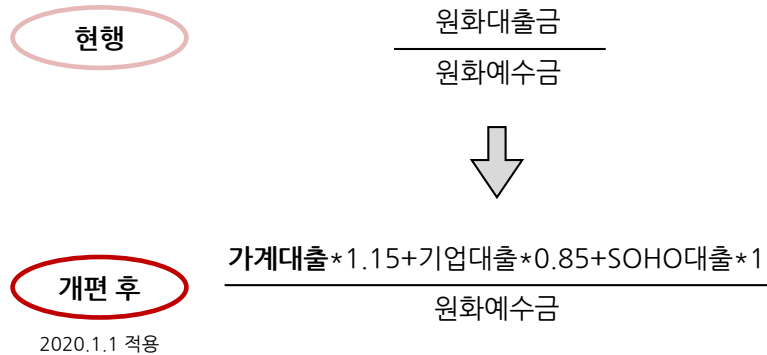 현행
원화대출금
원화예수금
가계대출*1.15+기업대출*0.85+SOHO대출*1
개편 후
원화예수금
2020.1.1 적용